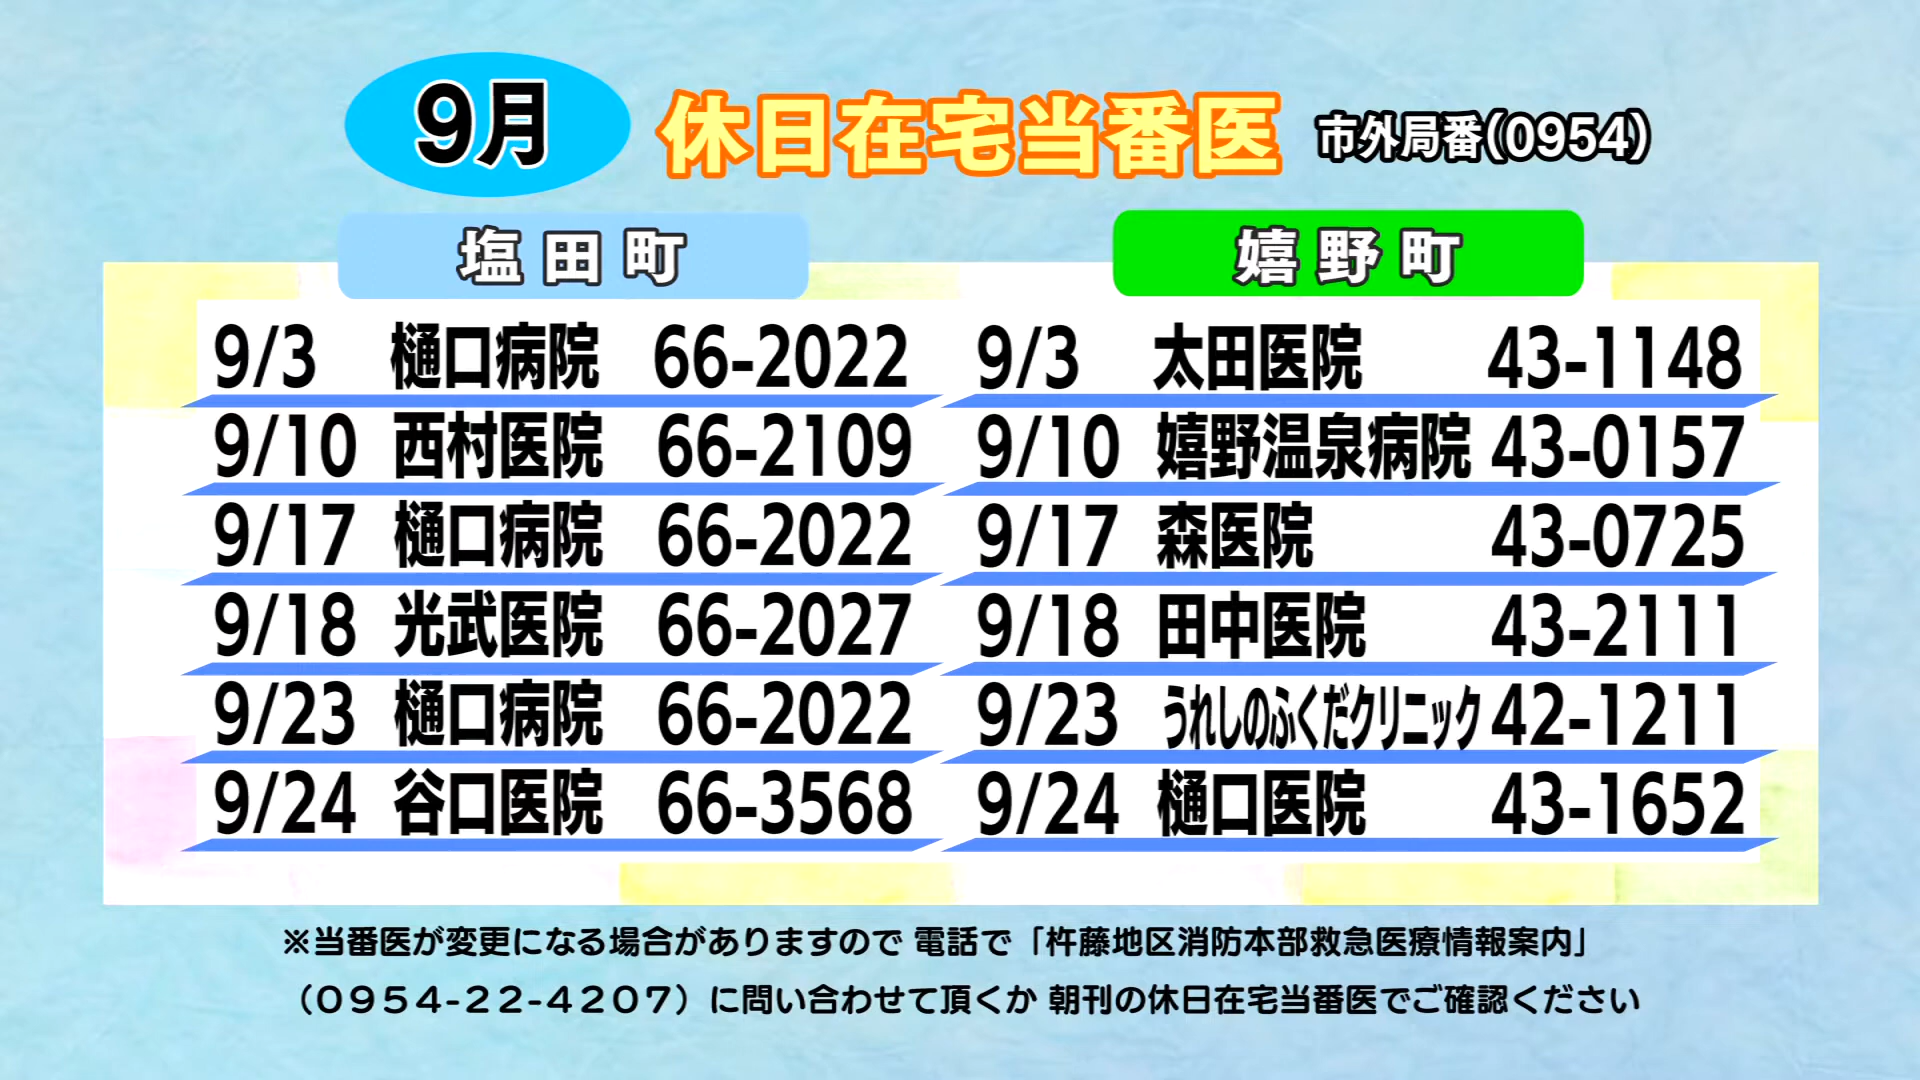 9月 休日在宅当番医 市外局番(0954)
塩田町
9/3 樋口病院 66-2022
9/10 西村医院 66-2109
9/17 樋口病院 66-2022
9/18 光武医院 66-2027
9/23 樋口病院 66-2022
9/24 谷口医院 66-3568
嬉野町
9/3 太田医院 43-1148
9/10 嬉野温泉病院 43-0157
9/17 森医院 43-0725
9/18 田中医院 43-2111
9/23 うれしのふくだクリニック 42-1211
9/24 樋口医院 43-1652
※当番医が変更になる場合がありますので 電話で「杵藤地区消防本部救急医療情報案内」
（０９５４-２２-４２０７）に問い合わせて頂くか 朝刊の休日在宅当番医でご確認ください